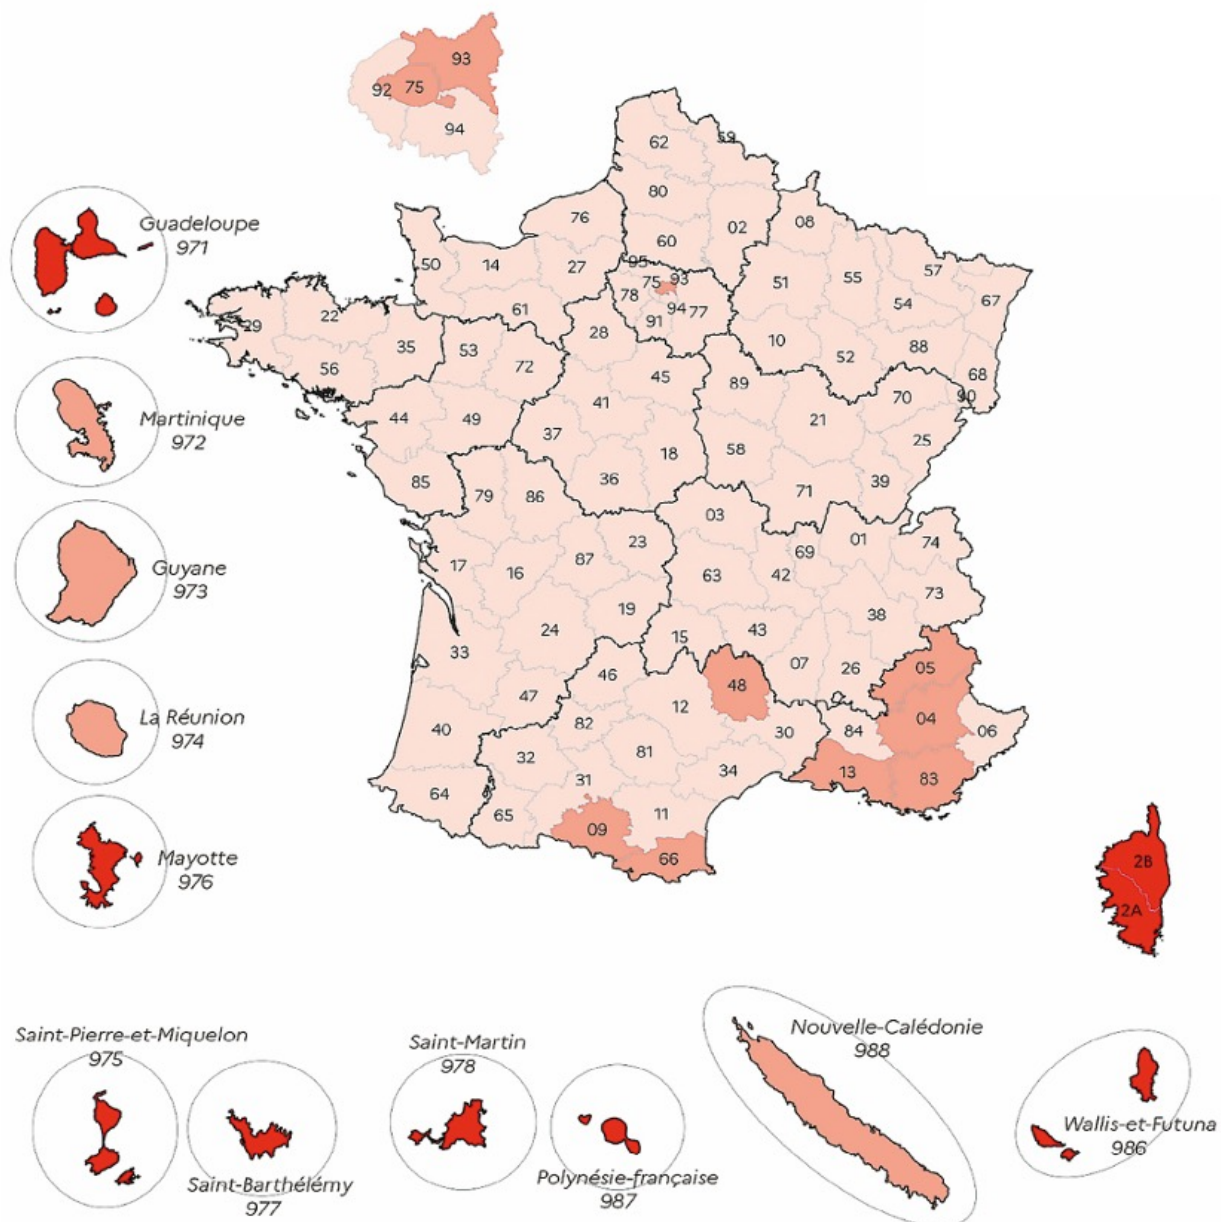 93
92 75
94
62 59
80
76 02 08
60
50 14 27 95 57
75 93 51 55 67
78 54
94 77
61 91
29 22 28 10 88
35 53 52
56 72 45 68
89 70 90
41 21
44 49 37 25
18 58
36 39
85 79 86 71
03
23 69 01 74
17 87
16 63 42
73
19 38
24 15 43
33 07 26 05
46
47 48
12 04
40 82 30 84 06
32 81
31 34 13 83
64 65 11
09
66
2B
2A
Guadeloupe
971
Martinique
972
Guyane
973
La Réunion
974
Mayotte
976
Saint-Pierre-et-Miquelon
975
Saint-Barthélémy
977
Saint-Martin
978
Polynésie-française
987
Nouvelle-Calédonie
988
Wallis-et-Futuna
986